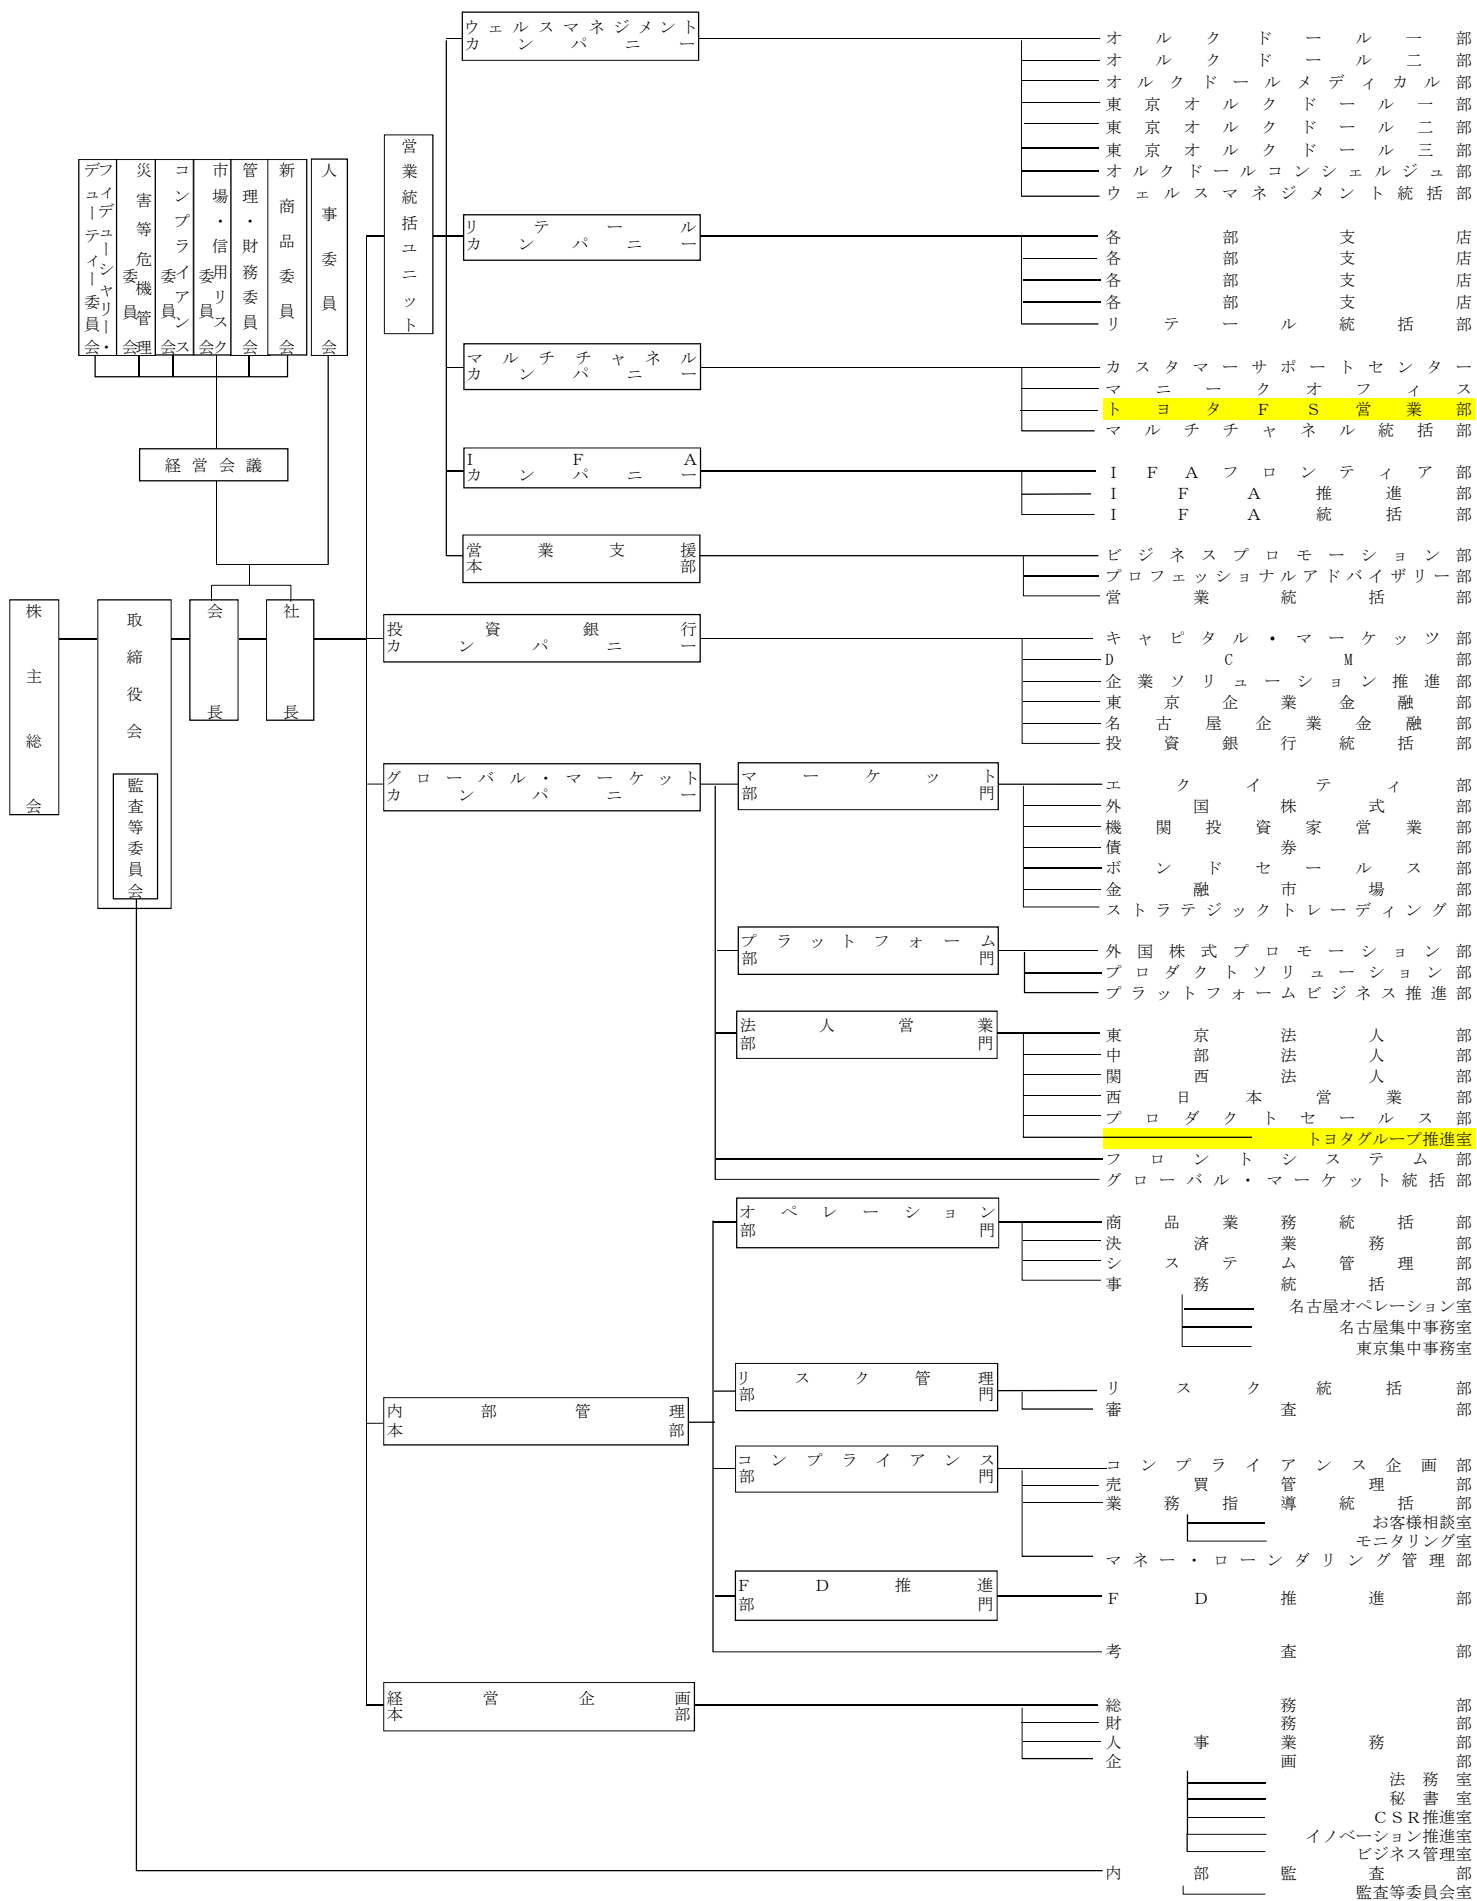 ウェルスマネジメント
カンパニー
オルクドール一部
オルクドール二部
オルクドールメディカル部
東京オルクドール一部
東京オルクドール二部
東京オルクドール三部
オルクドールコンシェルジュ部
ウェルスマネジメント統括部
営業統括ユニット
フィデューシャリー・
デューティー委員会
災害等危機管理
委員会
コンプライアンス
委員会
市場・信用リスク
委員会
管理・財務委員会
新商品委員会
人事委員会
リテール
カンパニー
各部支店
各部支店
各部支店
各部支店
リテール統括部
マルチチャネル
カンパニー
カスタマーサポートセンター
マニークオフィス
トヨタFS営業部
マルチチャネル統括部
経営会議
IFA
カンパニー
IFAフロンティア部
IFA推進部
IFA統括部
営業支援
本部
ビジネスプロモーション部
プロフェッショナルアドバイザリー部
営業統括部
株主総会
取締役会
監査等委員会
会長
社長
投資銀行
カンパニー
キャピタル・マーケッツ部
DCM部
企業ソリューション推進部
東京企業金融部
名古屋企業金融部
投資銀行統括部
グローバル・マーケット
カンパニー
マーケット
部門
エクイティ部
外国株式部
機関投資家営業部
債券部
ボンドセールス部
金融市場部
ストラテジックトレーディング部
プラットフォーム
部門
外国株式プロモーション部
プロダクトソリューション部
プラットフォームビジネス推進部
法人営業
部門
東京法人部
中部法人部
関西法人部
西日本営業部
プロダクトセールス部
トヨタグループ推進室
フロントシステム部
グローバル・マーケット統括部
オペレーション
部門
商品業務統括部
決済業務部
システム管理部
事務統括部
名古屋オペレーション室
名古屋集中事務室
東京集中事務室
内部管理
本部
リスク管理
部門
リスク統括部
審査部
コンプライアンス
部門
コンプライアンス企画部
売買管理部
業務指導統括部
お客様相談室
モニタリング室
マネー・ローンダリング管理部
FD推進
部門
FD推進部
考査部
経営企画
本部
総務部
財務部
人事業務部
企画部
法務室
秘書室
CSR推進室
イノベーション推進室
ビジネス管理室
内部監査部
監査等委員会室